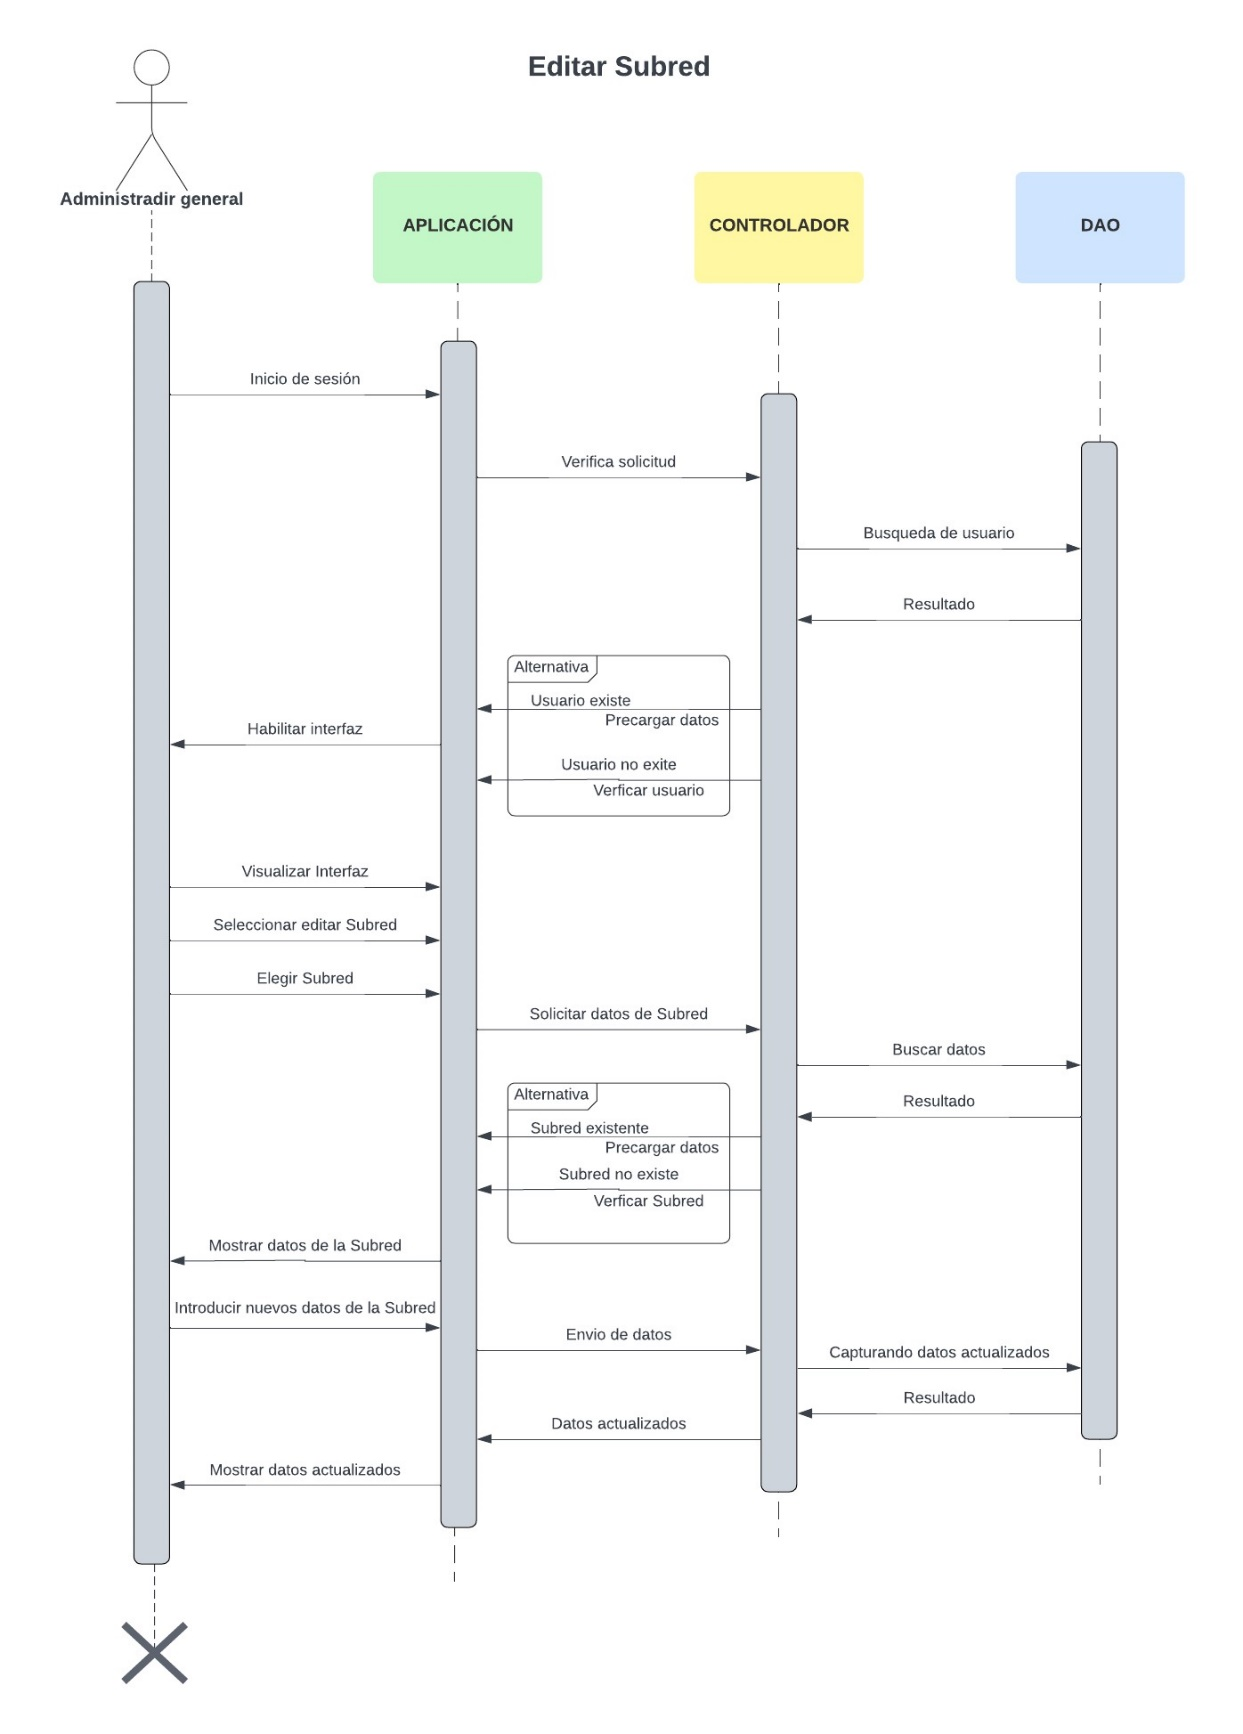 Editar Subred
Administradir general
APLICACIÓN
CONTROLADOR
DAO
Inicio de sesión
Verifica solicitud
Busqueda de usuario
Resultado
Alternativa
Usuario existe
Precargar datos
Habilitar interfaz
Usuario no exite
Verficar usuario
Visualizar Interfaz
Seleccionar editar Subred
Elegir Subred
Solicitar datos de Subred
Buscar datos
Alternativa
Resultado
Subred existente
Precargar datos
Subred no existe
Verficar Subred
Mostrar datos de la Subred
Introducir nuevos datos de la Subred
Envio de datos
Capturando datos actualizados
Resultado
Datos actualizados
Mostrar datos actualizados